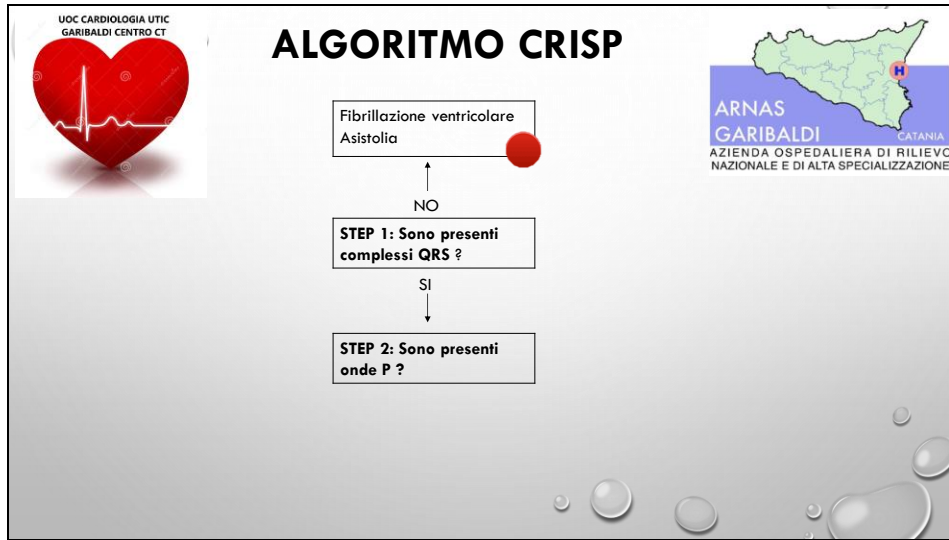 UOC CARDIOLOGIA UTIC
GARIBALDI CENTRO CT
ALGORITMO CRISP
H
ARNAS
GARIBALDI
CATANIA
AZIENDA OSPEDALIERA DI RILIEVO
NAZIONALE E DI ALTA SPECIALIZZAZIONE
Fibrillazione ventricolare
Asistolia
NO
STEP 1: Sono presenti
complessi QRS ?
SI
STEP 2: Sono presenti
onde P ?